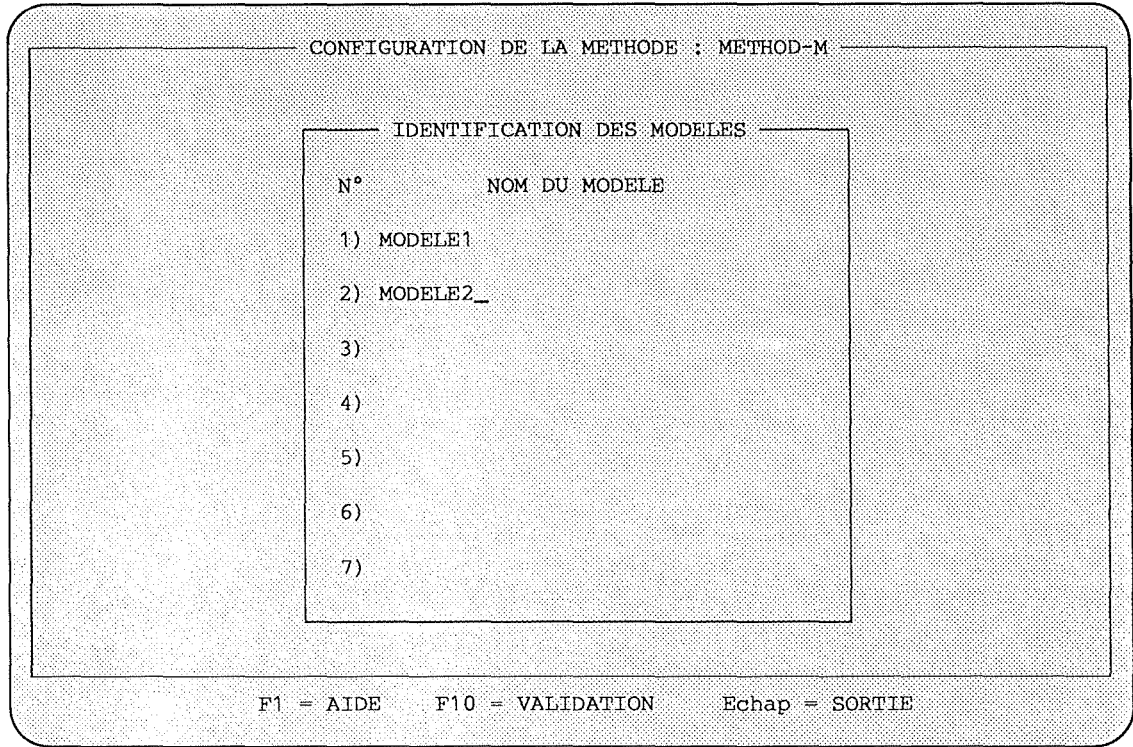 CONFIGURATION DE LA METHODE : METHOD-M
IDENTIFICATION DES MODELES
N° NOM DU MODELE
1) MODELE1
2) MODELE2_
3)
4)
5)
6)
7)
F1 = AIDE F10 = VALIDATION Echap = SORTIE